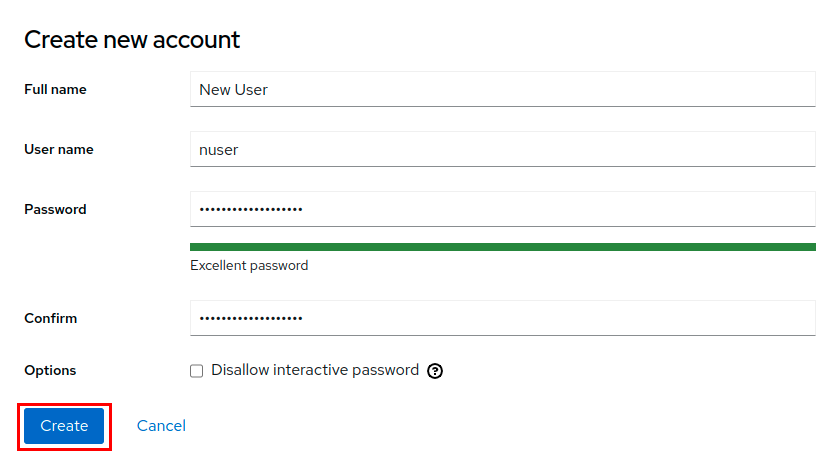 Create new account
Full name
New User
User name
nuser
Password
•••••••••••••••••••
Excellent password
Confirm
•••••••••••••••••••
Options
Disallow interactive password ?
Create
Cancel